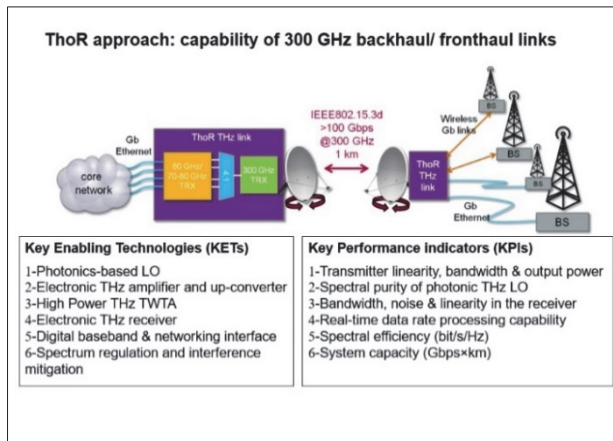 ThoR approach: capability of 300 GHz backhaul/ fronthaul links
Gb
Ethernet
core
network
ThoR THz link
60 GHz/
70-80 GHz
TRX
4:1
300 GHz
TRX
IEEE802.15.3d
>100 Gbps
@300 GHz
1 km
ThoR
THz
link
Wireless
Gb links
BS
BS
BS
BS
Gb
Ethernet
Key Enabling Technologies (KETs)
1-Photonics-based LO
2-Electronic THz amplifier and up-converter
3-High Power THz TWTA
4-Electronic THz receiver
5-Digital baseband & networking interface
6-Spectrum regulation and interference
mitigation
Key Performance indicators (KPIs)
1-Transmitter linearity, bandwidth & output power
2-Spectral purity of photonic THz LO
3-Bandwidth, noise & linearity in the receiver
4-Real-time data rate processing capability
5-Spectral efficiency (bit/s/Hz)
6-System capacity (Gbps×km)